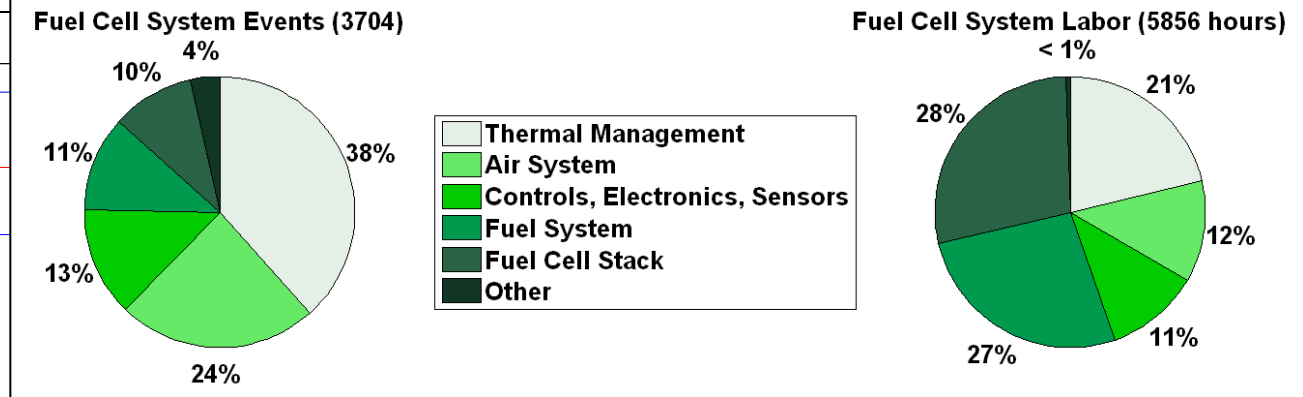 Fuel Cell System Events (3704)
4%
10%
11%
38%
13%
24%
Thermal Management
Air System
Controls, Electronics, Sensors
Fuel System
Fuel Cell Stack
Other
Fuel Cell System Labor (5856 hours)
< 1%
21%
28%
12%
11%
27%